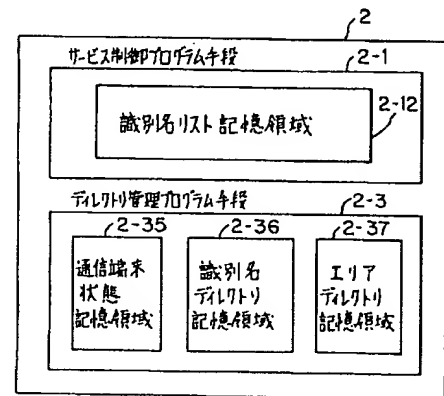 2
サービス制御プログラム手段
2-1
2-12
識別名リスト記憶領域
ディレクトリ管理プログラム手段
2-3
2-35
2-36
2-37
通信端末
状態
記憶領域
識別名
ディレクトリ
記憶領域
エリア
ディレクトリ
記憶領域